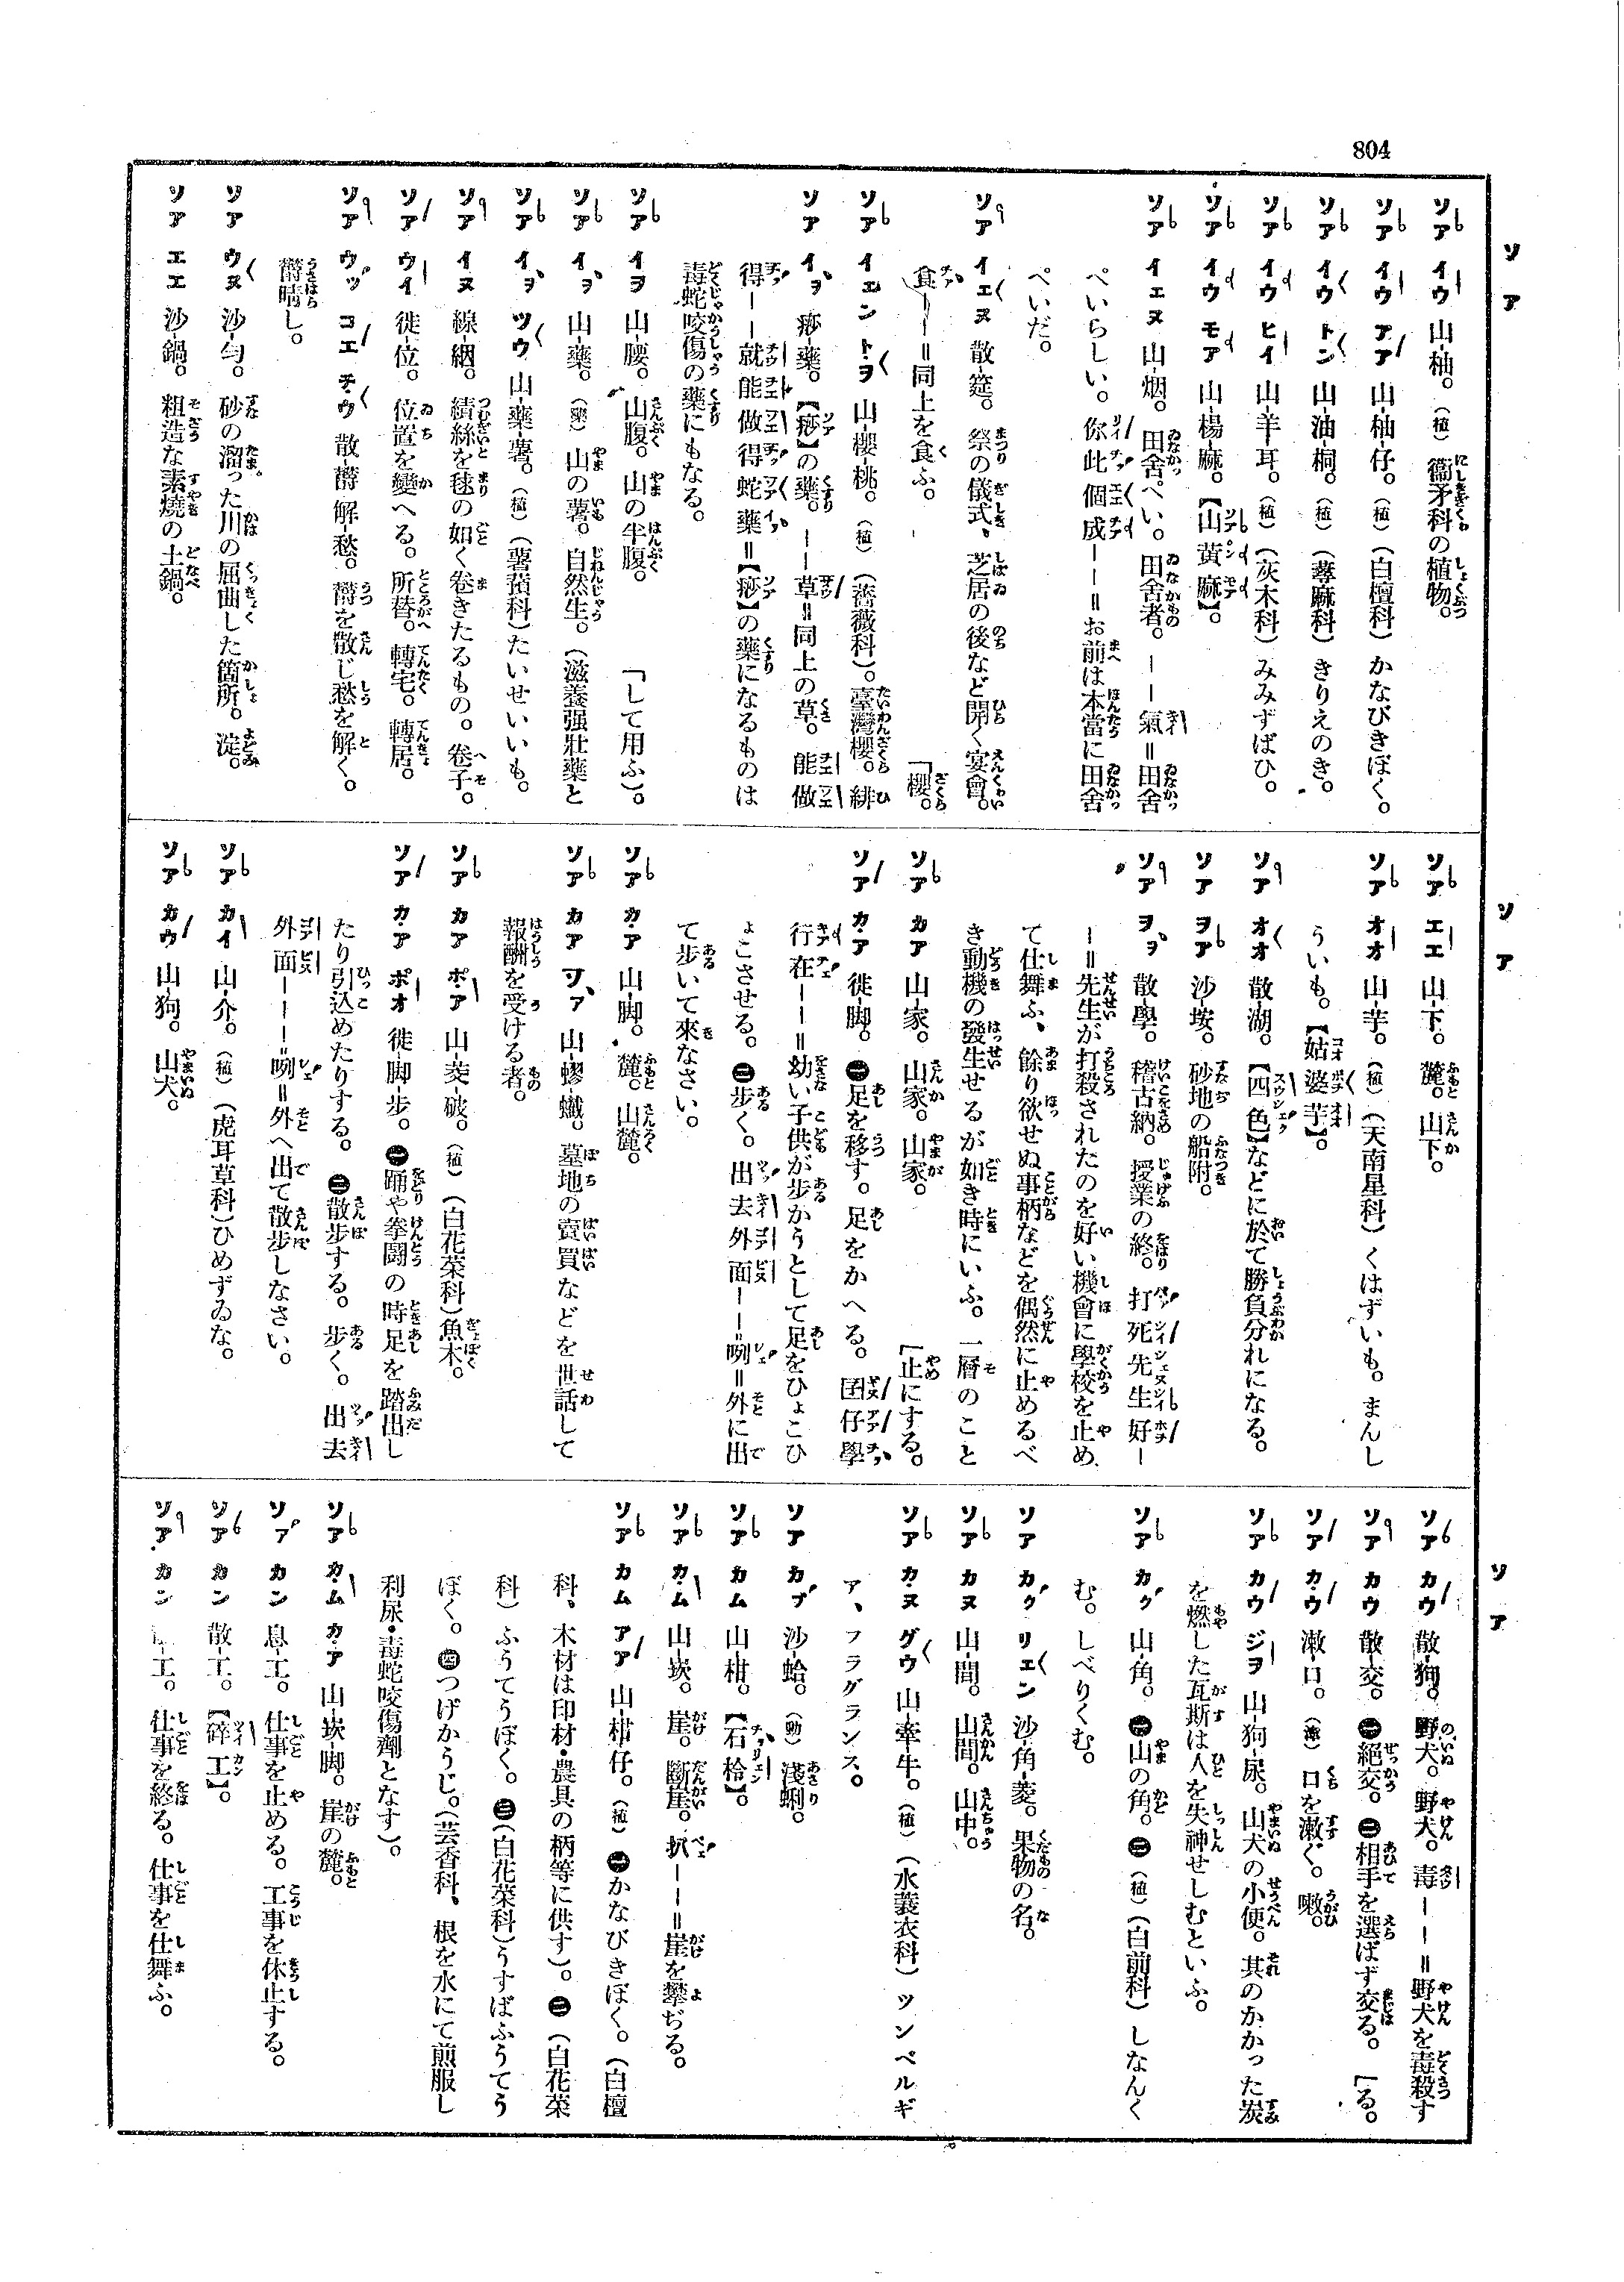 804
ソア
ソア イウ 山-柚。(植) 衞矛科の植物。
ソア イウ アア 山-柚-仔。(植)(白檀科)かなびきぼく。
ソア イウ トン 山-油-桐。(植)(蕁麻科)きりえのき。
ソア イウ ヒイ 山-羊-耳。(植)(灰木科)みみずばひ。
ソア イウ モア 山-楊-麻。【山黃麻】。
ソア イエヌ 山-烟。田舍ぺい。田舍者。——氣=田舍
ぺいらしい。你此個成——=お前は本當に田舍
ぺいだ。
ソア イエヌ 散-筵。祭の儀式、芝居の後など開く宴會。
食——=同上を食ふ。 「櫻。
ソア イエン トヲ 山-櫻-桃。(植)(薔薇科)。臺灣櫻。緋
ソア イヲ 痧-藥。【痧】の藥。——草=同上の草。能做
得——就能做得蛇藥=【痧】の藥になるものは
毒蛇咬傷の藥にもなる。
ソア イヲ 山-腰。山腹。山の半腹。 「して用ふ)。
ソア イヲ 山-藥。(藥) 山の薯。自然生。(滋養强壯藥と
ソア イヲ ツウ 山-藥-薯。(植)(薯蕷科)たいせいいも。
ソア イヌ 線-絪。績絲を毬の如く卷きたるもの。卷子。
ソア ウイ 徙-位。位置を變へる。所替。轉宅。轉居。
ソア ウッ コエ チウ 散-欝-解-愁。欝を散じ愁を解く。
欝晴し。
ソア ウヌ 沙-勻。砂の溜った川の屈曲した箇所。淀。
ソア エエ 沙-鍋。粗造な素燒の土鍋。
ソア
ソア エエ 山-下。麓。山下。
ソア オオ 山-芋。(植)(天南星科)くはずいも。まんし
ういも。【姑婆芋】。
ソア オオ 散-湖。【四色】などに於て勝負分れになる。
ソア ヲア 沙-垵。砂地の船附。
ソア ヲヲ 散-學。稽古納。授業の終。打死先生好—
—=先生が打殺されたのを好い機會に學校を止め
て仕舞ふ、餘り欲せぬ事柄などを偶然に止めるべ
き動機の發生せるが如き時にいふ。一層のこと
ソア カア 山-家。山家。山家。 「止にする。
ソア カア 徙-脚。㊀足を移す。足をかへる。囝仔學
行在——=幼い子供が步かうとして足をひょこひ
ょこさせる。㊁步く。出去外面——咧=外に出
て步いて來なさい。
ソア カア 山-脚。麓。山麓。
ソア カア ヲア 山-蟉-蟻。墓地の賣買などを世話して
報酬を受ける者。
ソア カア ポア 山-菱-破。(植)(白花菜科)魚木。
ソア カア ポオ 徙-脚-步。㊀踊や拳鬪の時足を踏出し
たり引込めたりする。㊁散步する。步く。出去
外面———咧=外へ出て散步しなさい。
ソア カイ 山-介。(植)(虎耳草科)ひめずゐな。
ソア カウ 山-狗。山犬。
ソア
ソア カウ 散-狗。野犬。野犬。毒——=野犬を毒殺す
ソア カウ 散-交。㊀絕交。㊁相手を選ばず交る。 「る。
ソア カウ 漱-口。口を漱ぐ。嗽。
ソア カウ ジヲ 山-狗-尿。山犬の小便。其のかかった炭
を燃した瓦斯は人を失神せしむといふ。
ソア カク 山-角。㊀山の角。㊁(植)(白前科)しなんく
む。しべりくむ。
ソア カク リエン 沙-角-菱。果物の名。
ソア カヌ 山-間。山間。山中。
ソア カヌ グウ 山-牽-牛。(植)(水蓑衣科)ツンベルギ
ア、フラグランス。
ソア カプ 沙-蛤。(動) 淺蜊。
ソア カム 山-柑。【石柃】。
ソア カム 山-崁。崖。斷崖。——=崖を攀ぢる。
ソア カム アア 山-柑-仔。(植) ㊀かなびきぼく。(白檀
科、木材は印材・農具の柄等に供す)。㊁(白花菜
科)ふうてうぼく。㊂(白花菜科)うすばふうてう
ぼく。㊃つげかうじ。(芸香科、根を水にて煎服し
利尿・毒蛇咬傷劑となす)。
ソア カム カア 山-崁-脚。崖の麓。
ソア カン 息-工。仕事を止める。工事を休止する。
ソア カン 散-工。【碎工】。
ソア カン -工。仕事を終る。仕事を仕舞ふ。